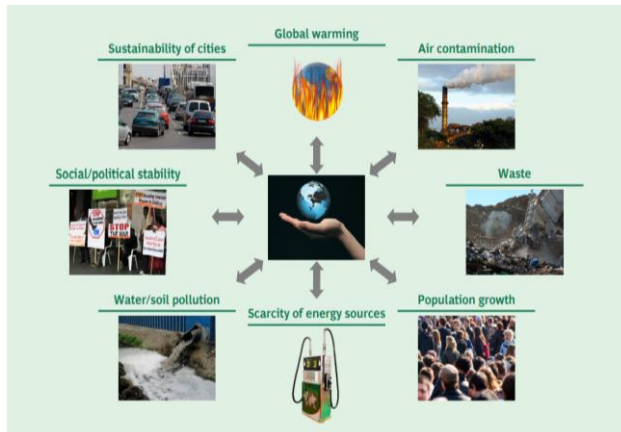 Global warming
Sustainability of cities
Air contamination
Social/political stability
Waste
STOP
Water/soil pollution
Scarcity of energy sources
Population growth